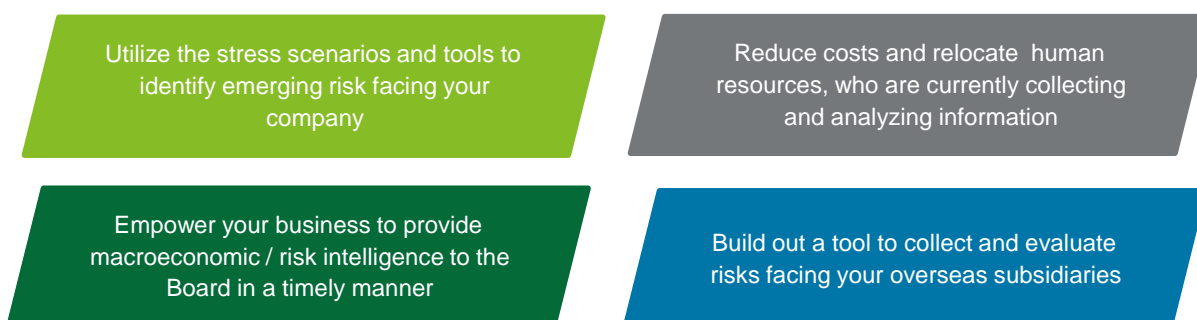 Utilize the stress scenarios and tools to
identify emerging risk facing your
company
Reduce costs and relocate  human
resources, who are currently collecting
and analyzing information
Empower your business to provide
macroeconomic / risk intelligence to the
Board in a timely manner
Build out a tool to collect and evaluate
risks facing your overseas subsidiaries